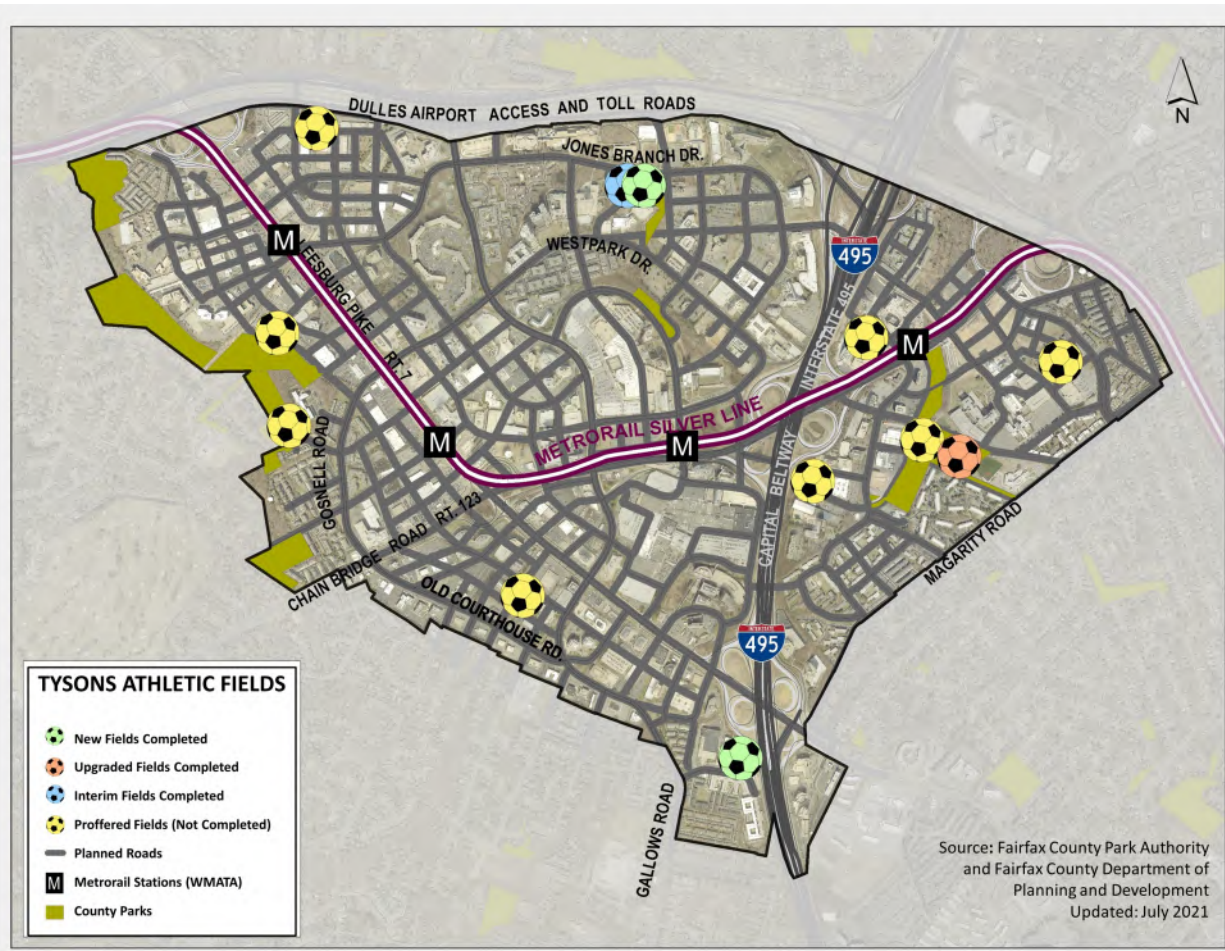 N
DULLES AIRPORT ACCESS AND TOLL ROADS
JONES BRANCH DR.
WESTPARK DR.
M
LEESBURG PIKE RT. 7
INTERSTATE
495
INTERSTATE 495
M
GOSNELL ROAD
M
METRORAIL SILVER LINE
M
CAPITAL BELTWAY
CHAIN BRIDGE ROAD RT. 123
MAGARITY ROAD
OLD COURTHOUSE RD.
INTERSTATE
495
GALLOWS ROAD
TYSONS ATHLETIC FIELDS
New Fields Completed
Upgraded Fields Completed
Interim Fields Completed
Proffered Fields (Not Completed)
Planned Roads
M Metrorail Stations (WMATA)
County Parks
Source: Fairfax County Park Authority
and Fairfax County Department of
Planning and Development
Updated: July 2021